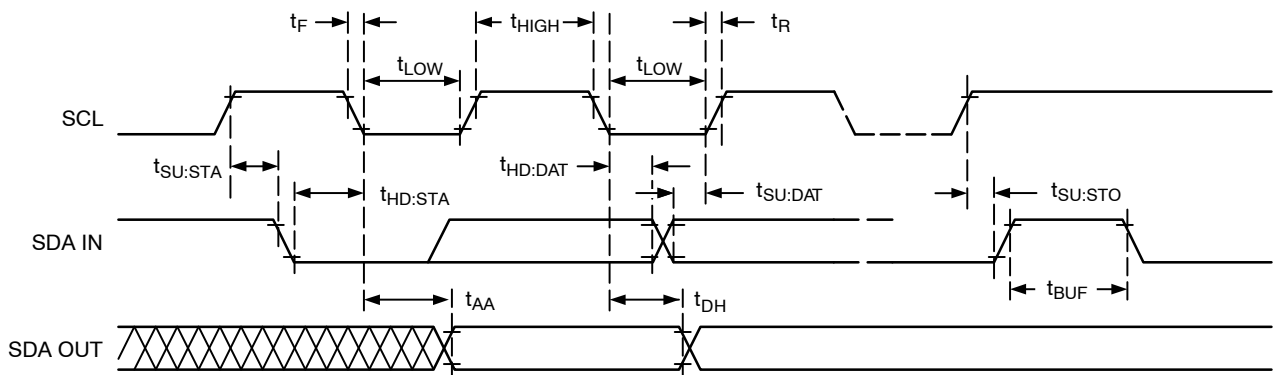 tF
tHIGH
tR
tLOW
tLOW
SCL
tSU:STA
tHD:STA
tHD:DAT
tSU:DAT
tSU:STO
SDA IN
tAA
tDH
tBUF
SDA OUT